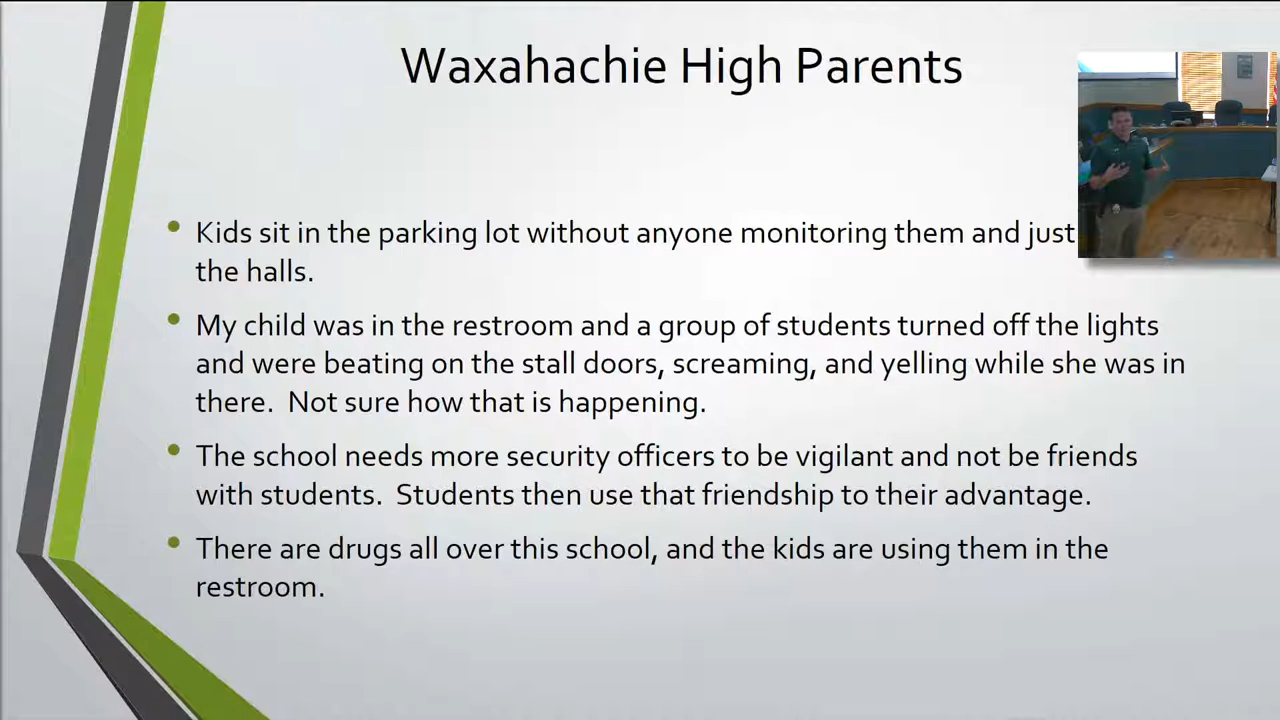 Waxahachie High Parents
• Kids sit in the parking lot without anyone monitoring them and just
the halls.
• My child was in the restroom and a group of students turned off the lights
and were beating on the stall doors, screaming, and yelling while she was in
there.  Not sure how that is happening.
• The school needs more security officers to be vigilant and not be friends
with students.  Students then use that friendship to their advantage.
• There are drugs all over this school, and the kids are using them in the
restroom.